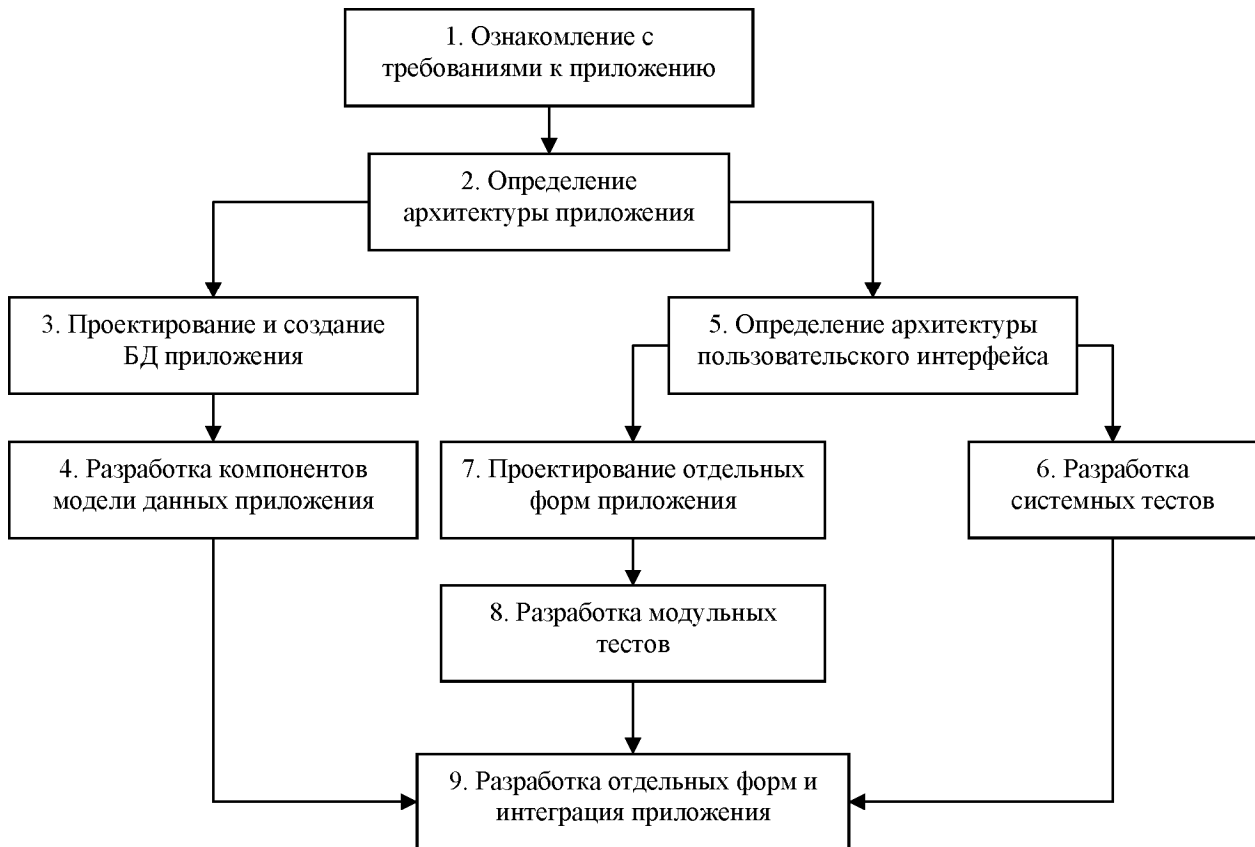 1. Ознакомление с
требованиями к приложению
2. Определение
архитектуры приложения
3. Проектирование и создание
БД приложения
5. Определение архитектуры
пользовательского интерфейса
4. Разработка компонентов
модели данных приложения
7. Проектирование отдельных
форм приложения
6. Разработка
системных тестов
8. Разработка модульных
тестов
9. Разработка отдельных форм и
интеграция приложения